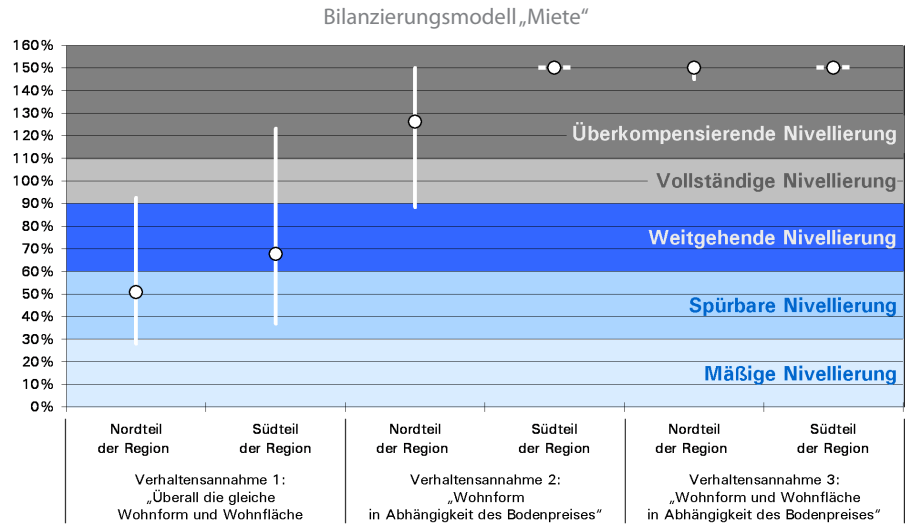 Bilanzierungsmodell „Miete“
160%
150%
140%
130%
120%
110%
100%
90%
80%
70%
60%
50%
40%
30%
20%
10%
0%
Überkompensierende Nivellierung
Vollständige Nivellierung
Weitgehende Nivellierung
Spürbare Nivellierung
Mäßige Nivellierung
Nordteil
der Region
Südteil
der Region
Nordteil
der Region
Südteil
der Region
Nordteil
der Region
Südteil
der Region
Verhaltensannahme 1:
„Überall die gleiche
Wohnform und Wohnfläche
Verhaltensannahme 2:
„Wohnform
in Abhängigkeit des Bodenpreises“
Verhaltensannahme 3:
„Wohnform und Wohnfläche
in Abhängigkeit des Bodenpreises“